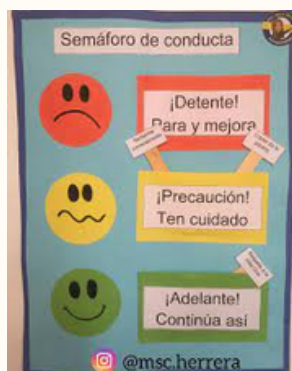 Semáforo de conducta
¡Detente!
Para y mejora
¡Precaución!
Ten cuidado
¡Adelante!
Continúa así
@msc.herrera